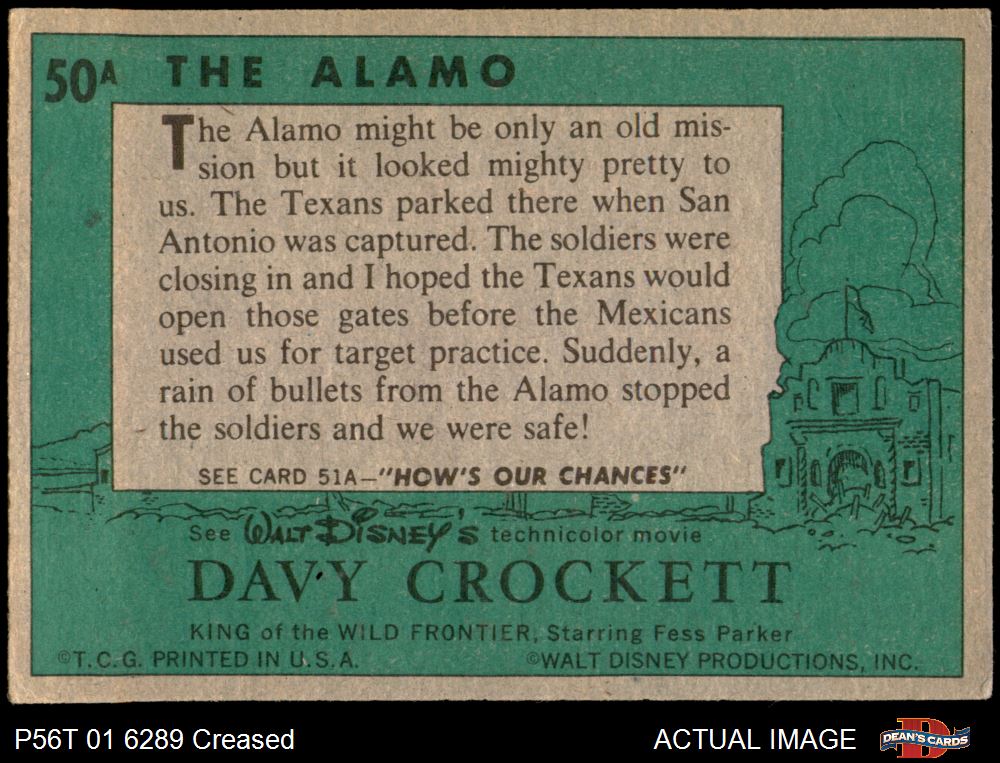 50A THE ALAMO
The Alamo might be only an old mis-
sion but it looked mighty pretty to
us. The Texans parked there when San
Antonio was captured. The soldiers were
closing in and I hoped the Texans would
open those gates before the Mexicans
used us for target practice. Suddenly, a
rain of bullets from the Alamo stopped
the soldiers and we were safe!
SEE CARD 51A—"HOW'S OUR CHANCES"
See WALT DISNEY'S technicolor movie
DAVY CROCKETT
KING of the WILD FRONTIER, Starring Fess Parker
©T.C.G. PRINTED IN U.S.A. ©WALT DISNEY PRODUCTIONS, INC.
P56T 01 6289 Creased ACTUAL IMAGE D DEAN'S CARDS